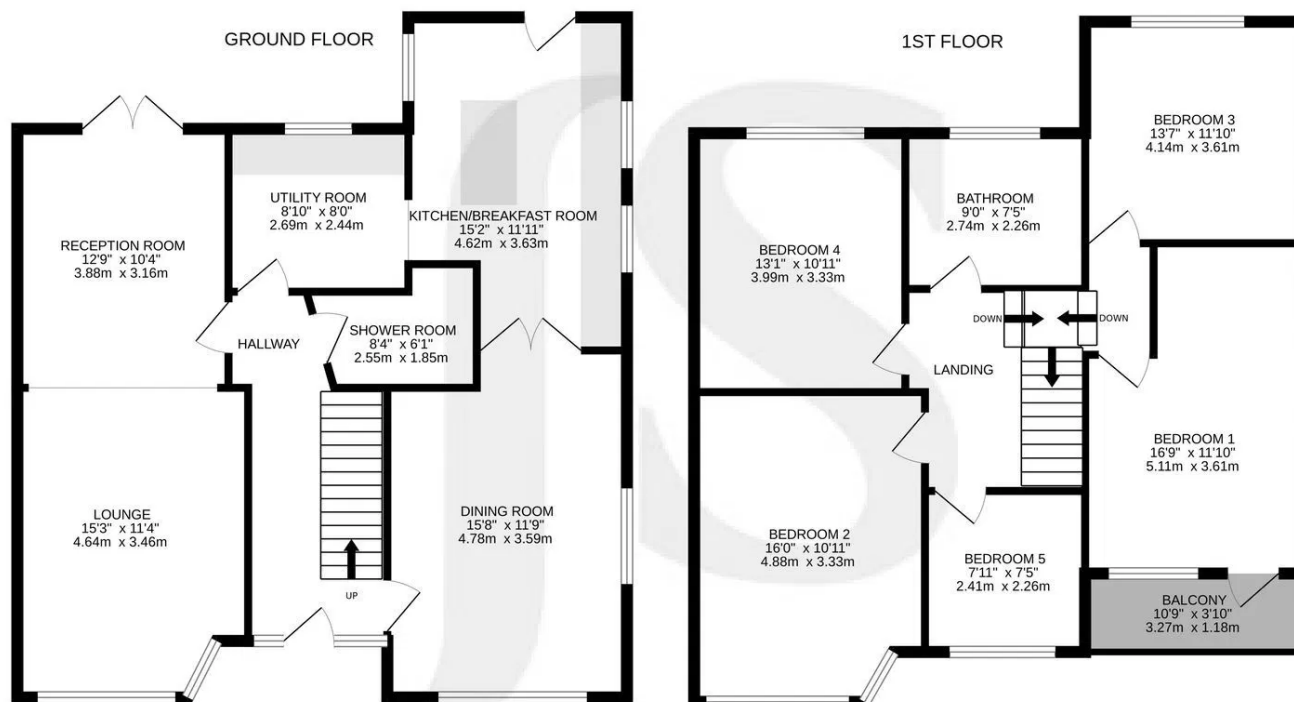 GROUND FLOOR
RECEPTION ROOM
12'9" x 10'4"
3.88m x 3.16m
UTILITY ROOM
8'10" x 8'0"
2.69m x 2.44m
KITCHEN/BREAKFAST ROOM
15'2" x 11'11"
4.62m x 3.63m
HALLWAY
SHOWER ROOM
8'4" x 6'1"
2.55m x 1.85m
LOUNGE
15'3" x 11'4"
4.64m x 3.46m
DINING ROOM
15'8" x 11'9"
4.78m x 3.59m
UP
1ST FLOOR
BEDROOM 3
13'7" x 11'10"
4.14m x 3.61m
BATHROOM
9'0" x 7'5"
2.74m x 2.26m
BEDROOM 4
13'1" x 10'11"
3.99m x 3.33m
DOWN
DOWN
LANDING
BEDROOM 1
16'9" x 11'10"
5.11m x 3.61m
BEDROOM 2
16'0" x 10'11"
4.88m x 3.33m
BEDROOM 5
7'11" x 7'5"
2.41m x 2.26m
BALCONY
10'9" x 3'10"
3.27m x 1.18m
JS